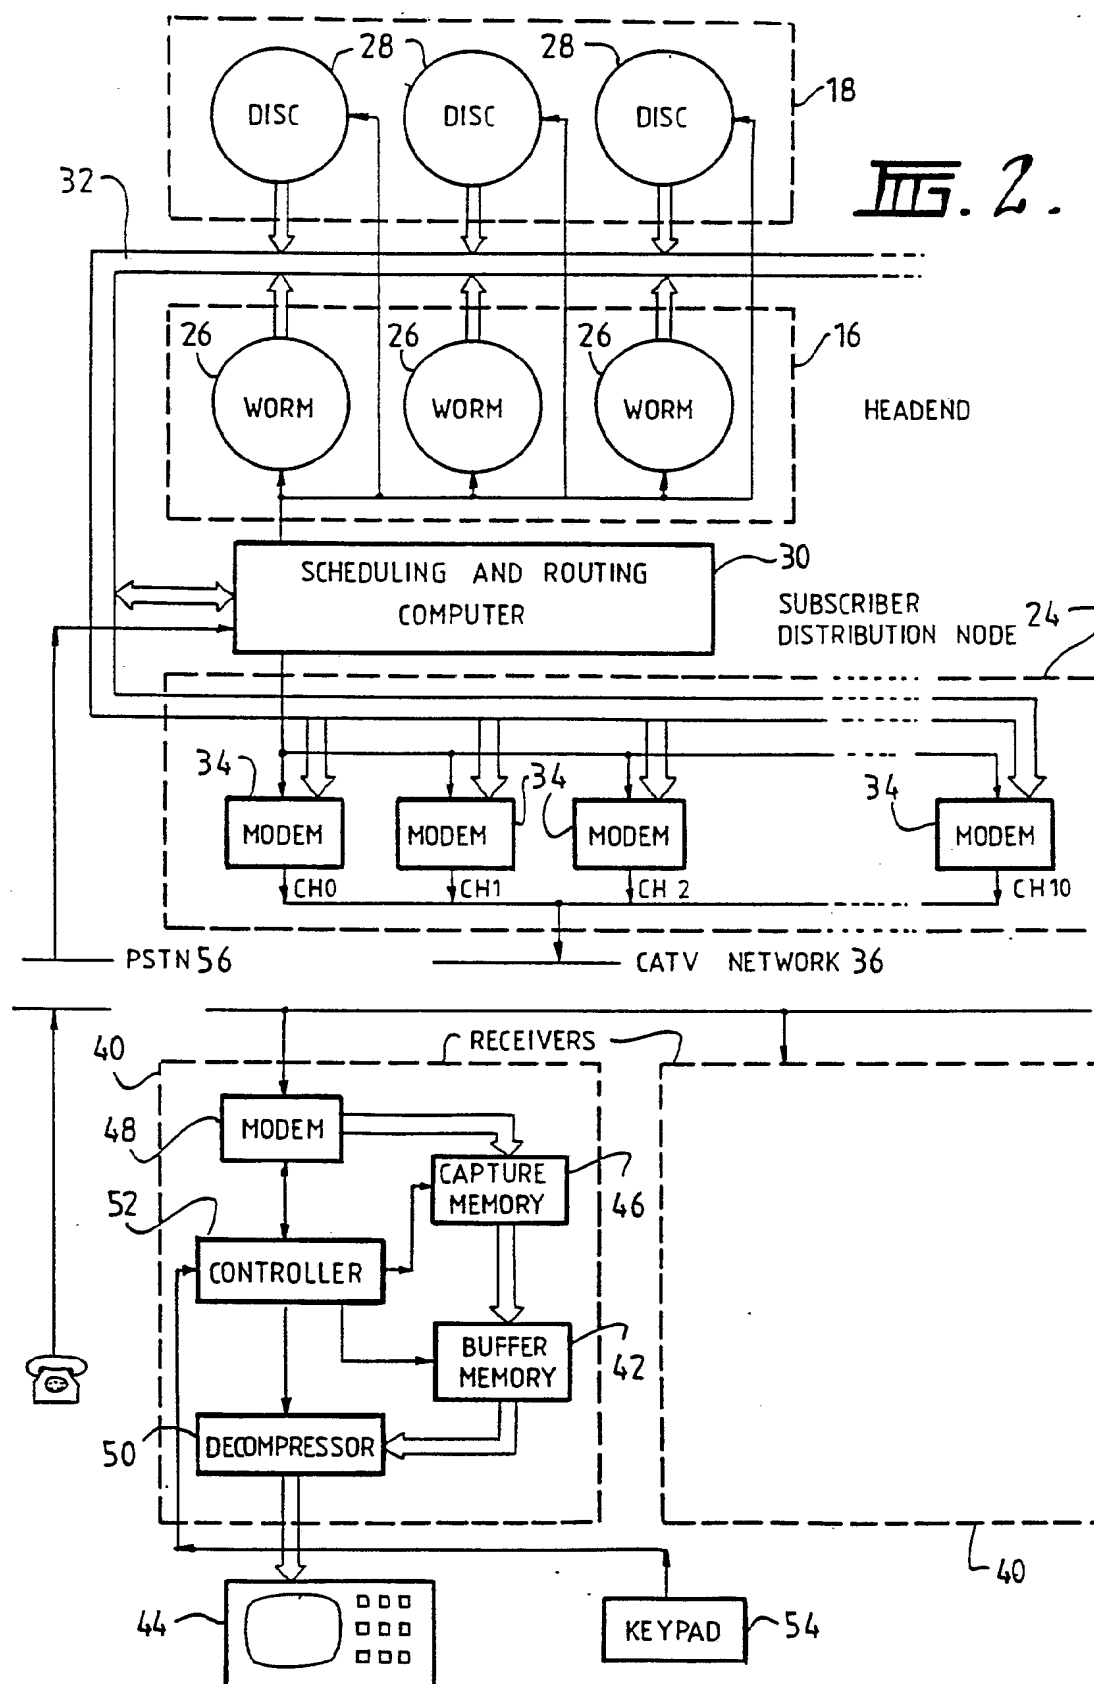 28 28 28 18
DISC DISC DISC
32
FIG. 2.
26 26 26 16
WORM WORM WORM
HEADEND
SCHEDULING AND ROUTING
COMPUTER
30
SUBSCRIBER
DISTRIBUTION NODE 24
34 34 34 34
MODEM MODEM MODEM MODEM
CH0 CH1 CH2 CH10
PSTN 56 CATV NETWORK 36
40 RECEIVERS
48 MODEM
CAPTURE
MEMORY
46
52
CONTROLLER
BUFFER
MEMORY
42
50 DECOMPRESSOR
40
44
KEYPAD 54